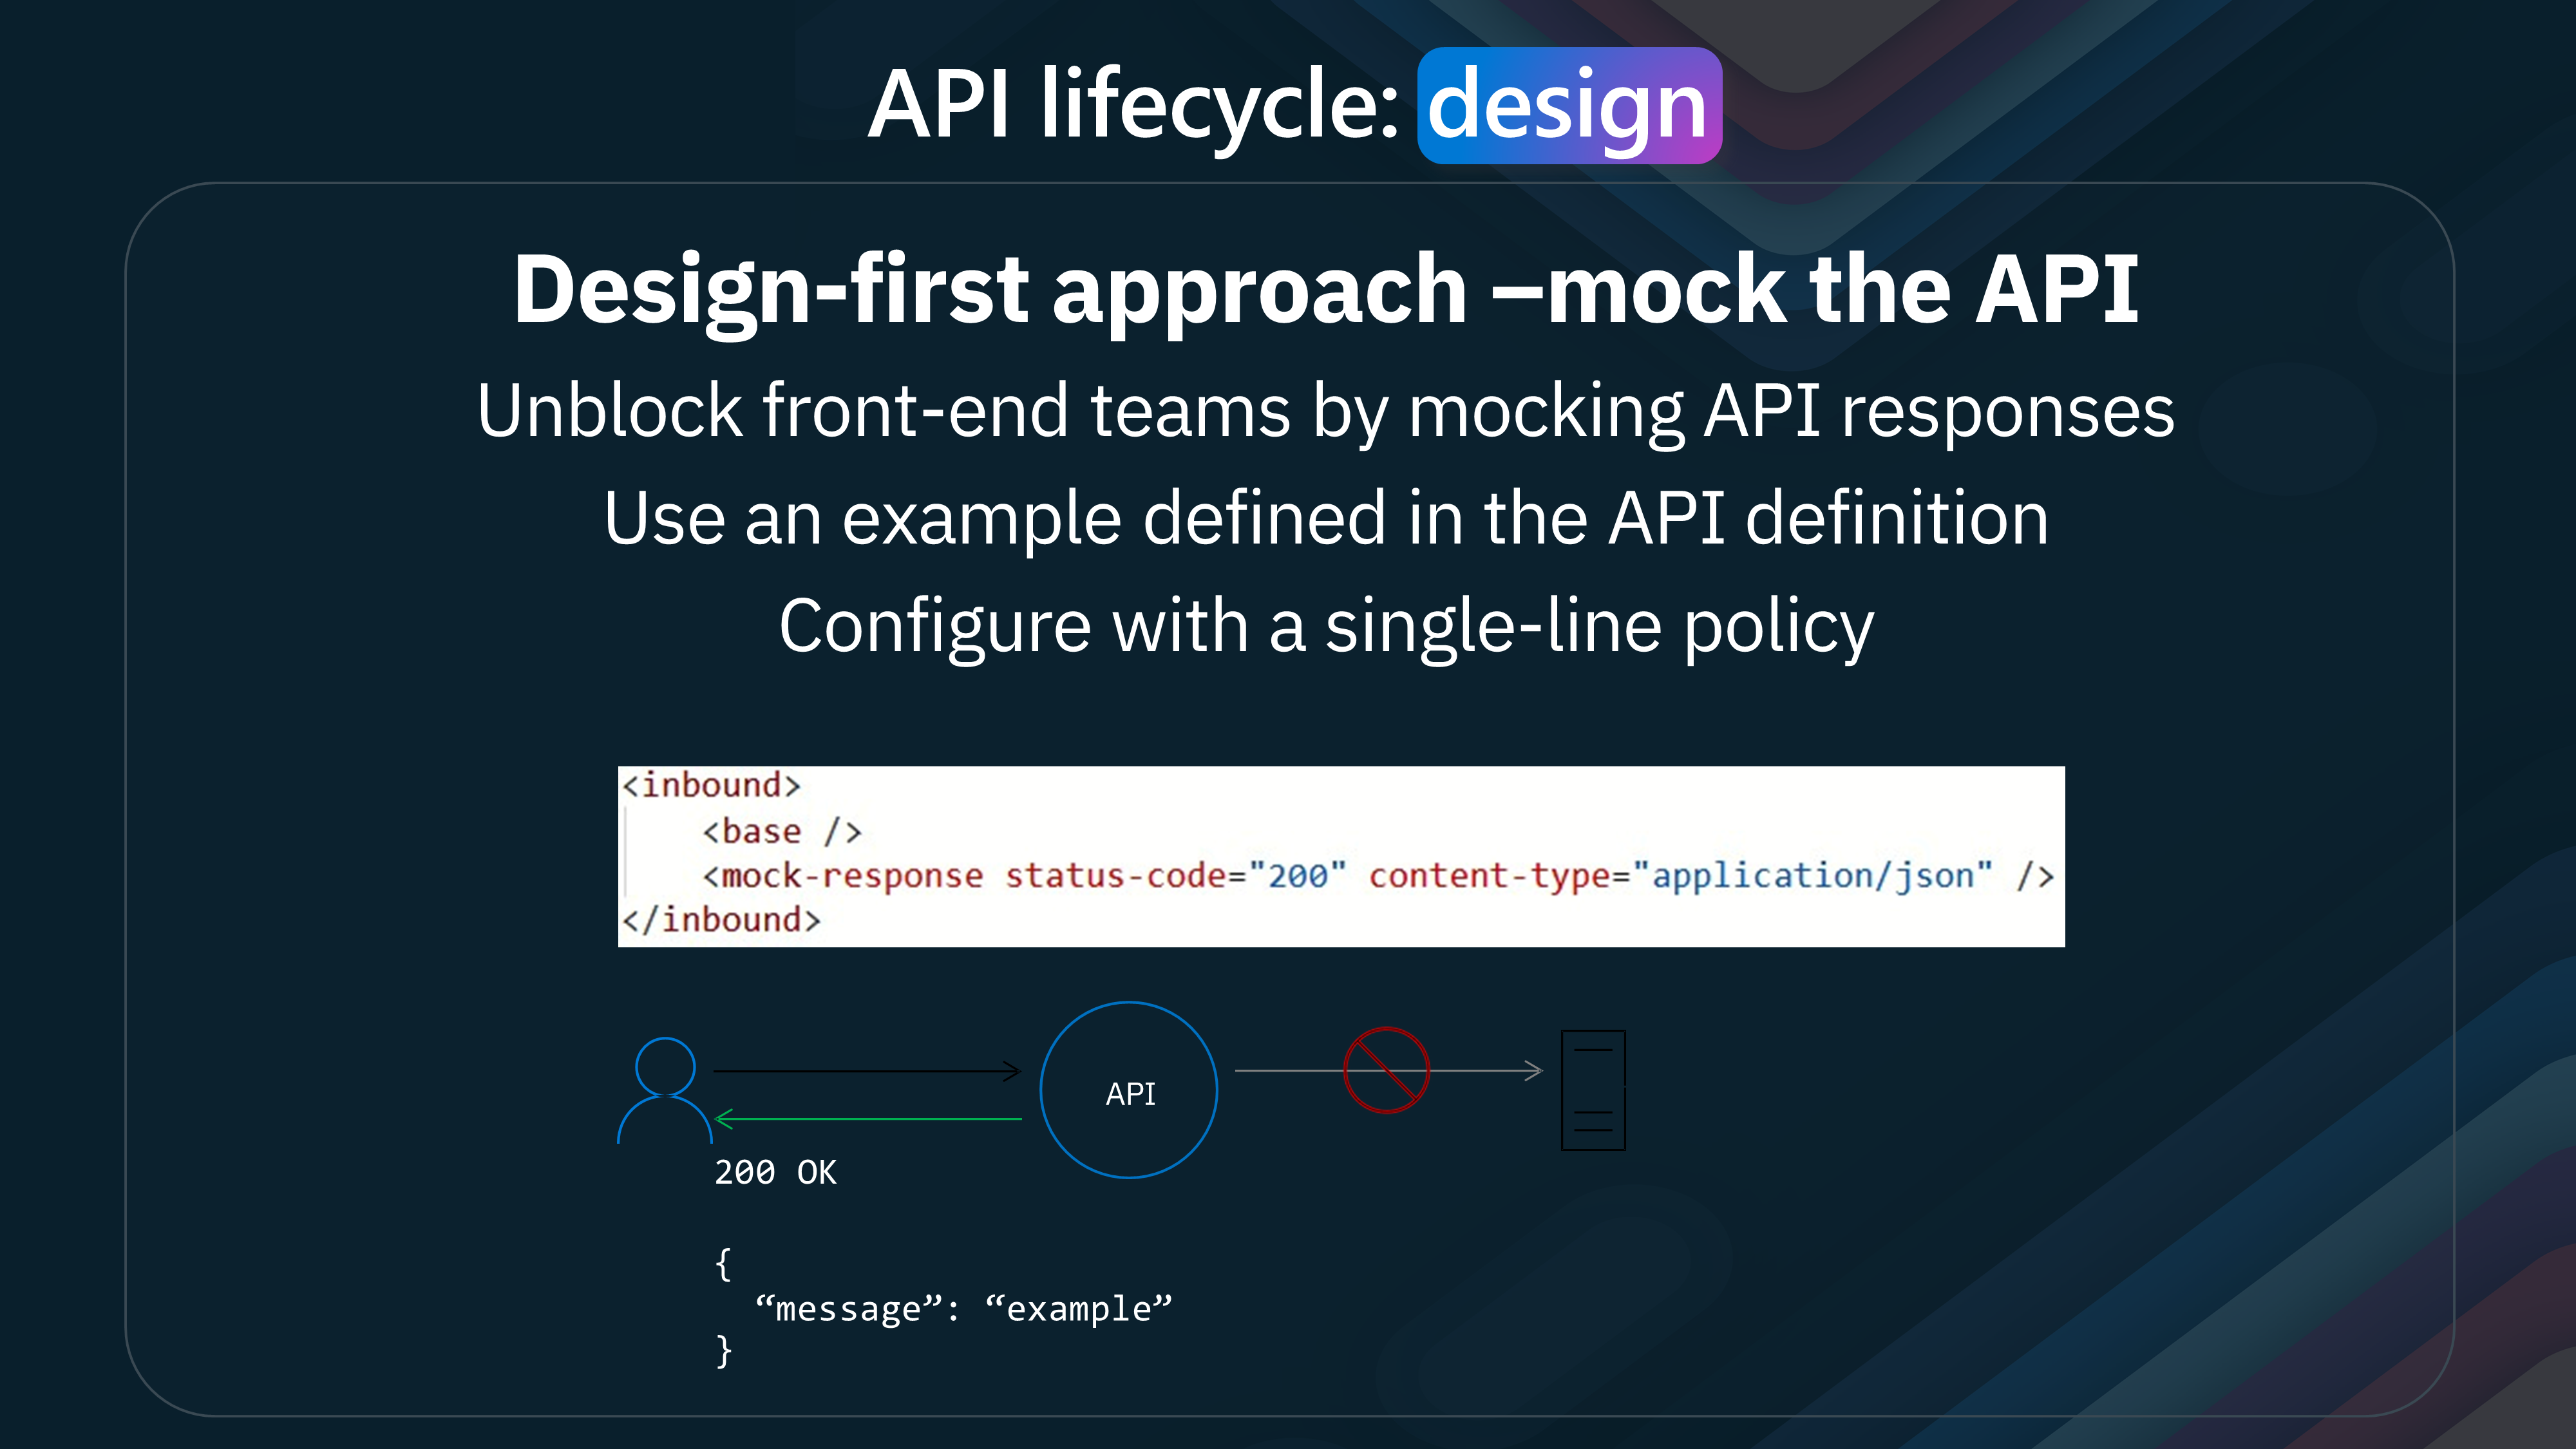 API lifecycle: design
Design-first approach –mock the API
Unblock front-end teams by mocking API responses
Use an example defined in the API definition
Configure with a single-line policy
<inbound>
    <base />
    <mock-response status-code="200" content-type="application/json" />
</inbound>
API
200 OK
{
  “message”: “example”
}